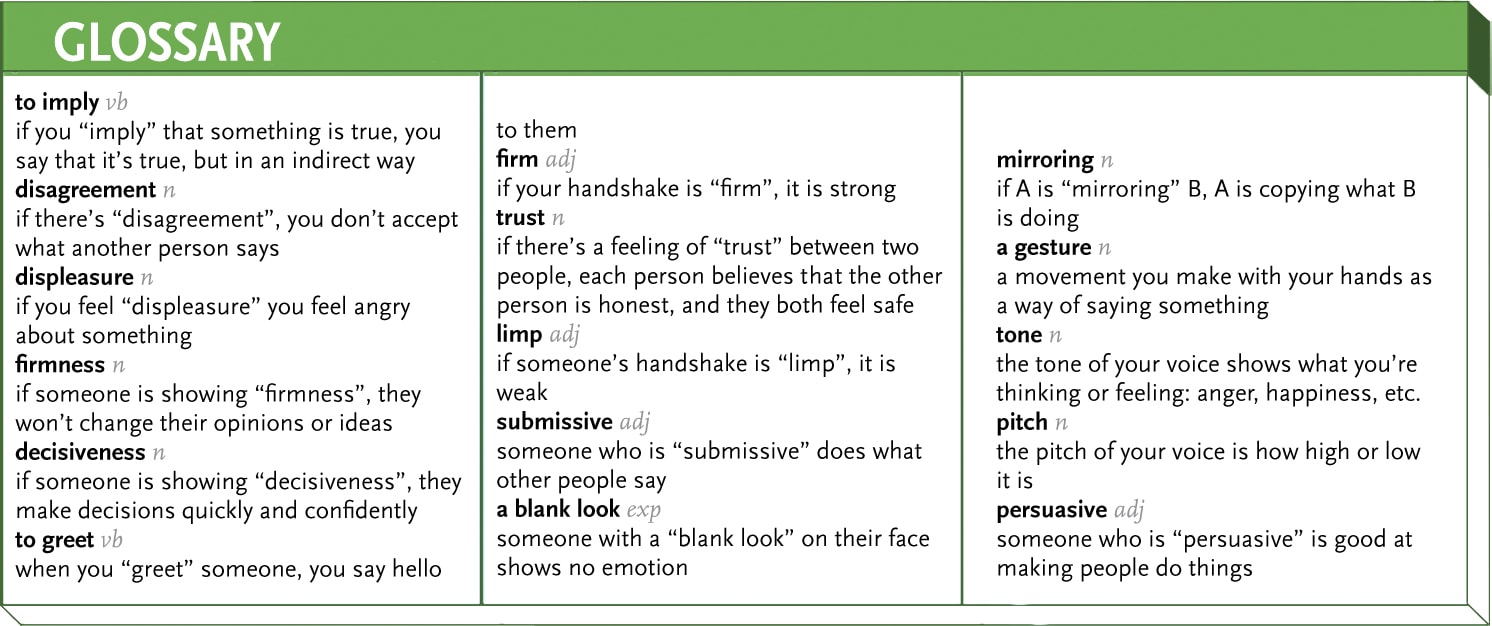 GLOSSARY
to imply vb
if you “imply” that something is true, you
say that it’s true, but in an indirect way
disagreement n
if there’s “disagreement”, you don’t accept
what another person says
displeasure n
if you feel “displeasure” you feel angry
about something
firmness n
if someone is showing “firmness”, they
won’t change their opinions or ideas
decisiveness n
if someone is showing “decisiveness”, they
make decisions quickly and confidently
to greet vb
when you “greet” someone, you say hello
to them
firm adj
if your handshake is “firm”, it is strong
trust n
if there’s a feeling of “trust” between two
people, each person believes that the other
person is honest, and they both feel safe
limp adj
if someone’s handshake is “limp”, it is
weak
submissive adj
someone who is “submissive” does what
other people say
a blank look exp
someone with a “blank look” on their face
shows no emotion
mirroring n
if A is “mirroring” B, A is copying what B
is doing
a gesture n
a movement you make with your hands as
a way of saying something
tone n
the tone of your voice shows what you’re
thinking or feeling: anger, happiness, etc.
pitch n
the pitch of your voice is how high or low
it is
persuasive adj
someone who is “persuasive” is good at
making people do things